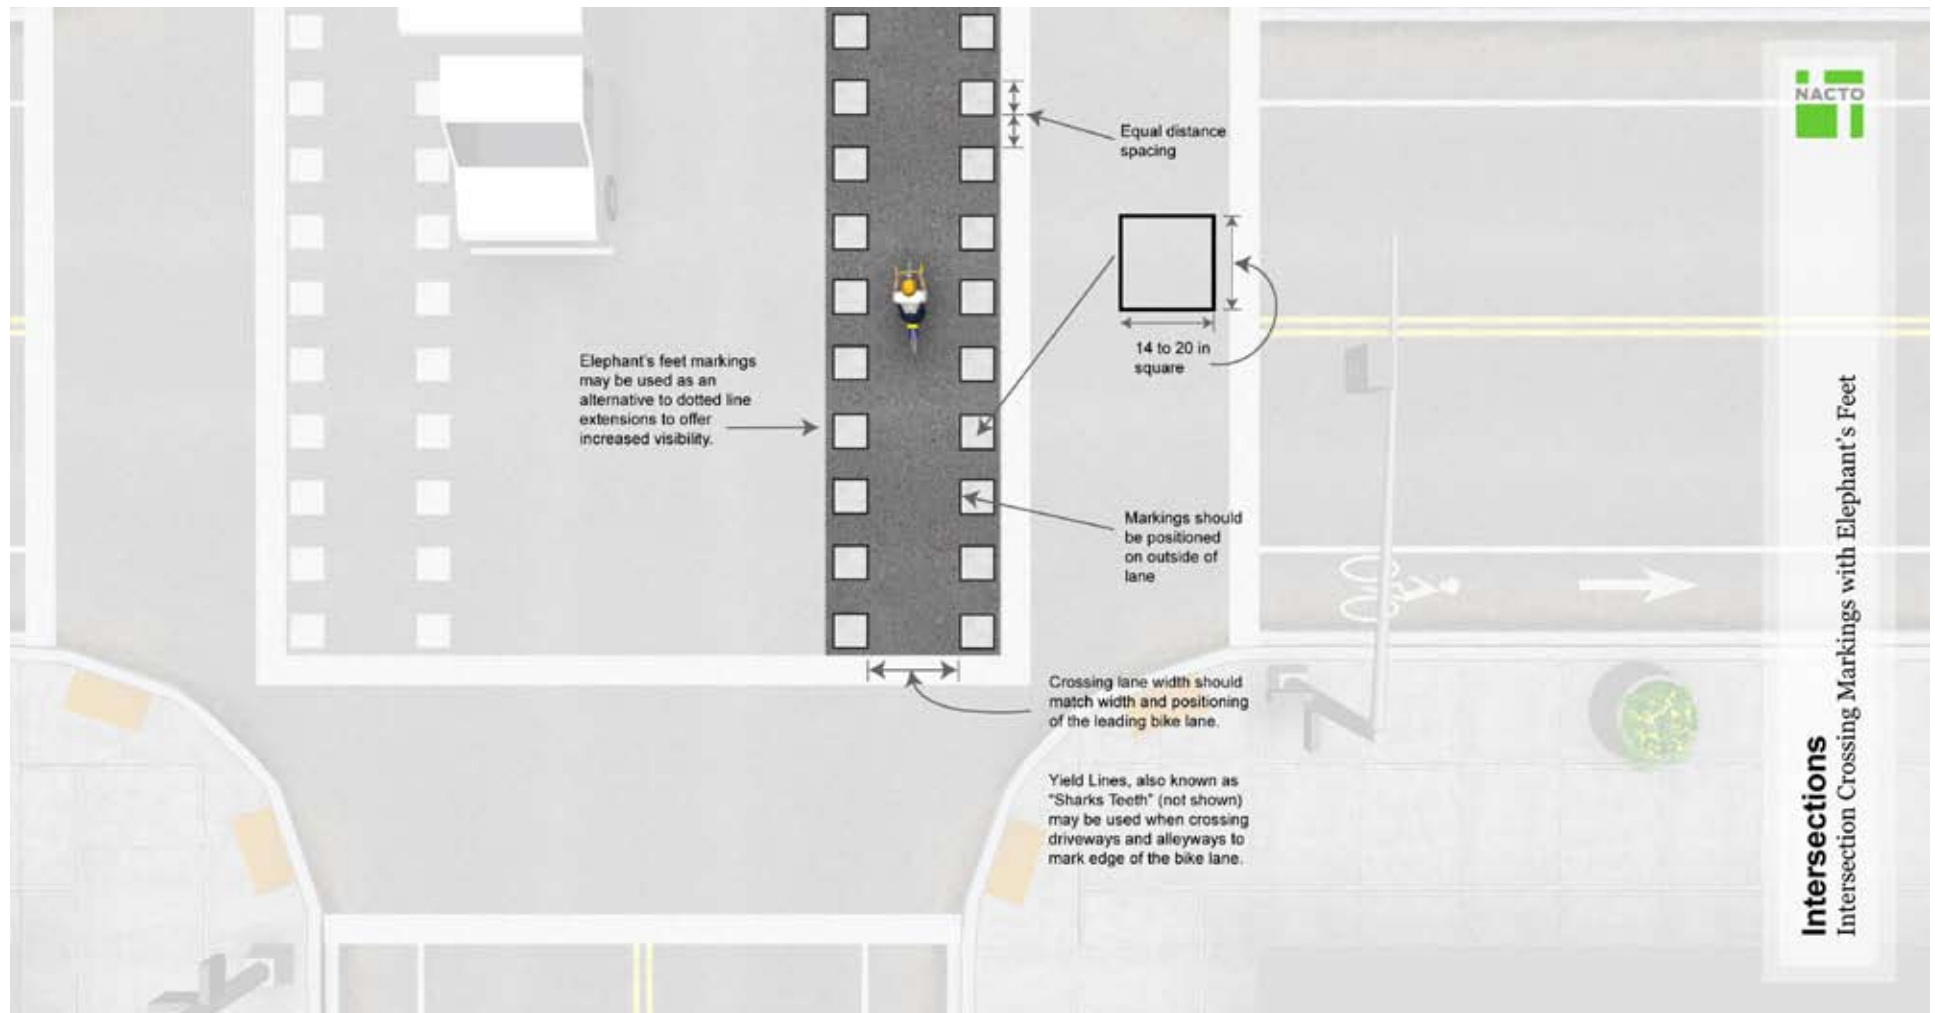 NACTO
Equal distance
spacing
14 to 20 in
square
Elephant's feet markings
may be used as an
alternative to dotted line
extensions to offer
increased visibility.
Markings should
be positioned
on outside of
lane
Crossing lane width should
match width and positioning
of the leading bike lane.
Yield Lines, also known as
"Sharks Teeth" (not shown)
may be used when crossing
driveways and alleyways to
mark edge of the bike lane.
Intersections
Intersection Crossing Markings with Elephant's Feet